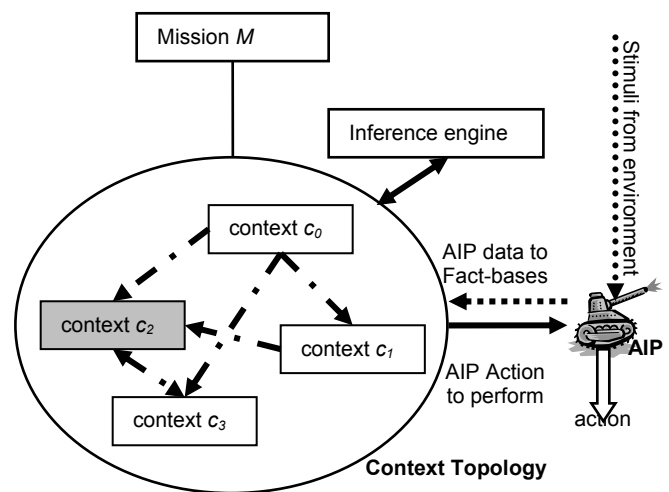 Mission M
Stimuli from environment
Inference engine
context c0
AIP data to
Fact-bases
context c2
context c1
AIP
AIP Action
to perform
context c3
action
Context Topology